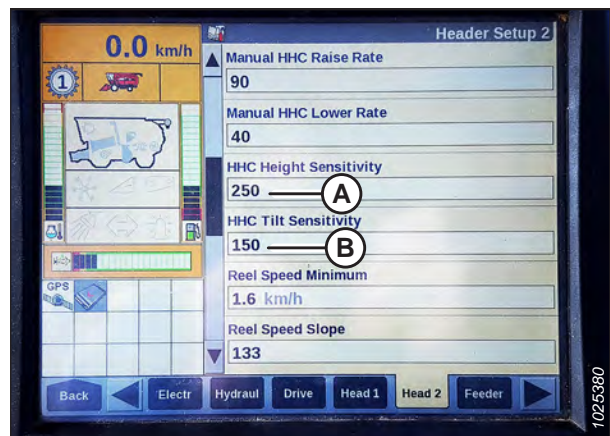 0.0 km/h
Header Setup 2
1
Manual HHC Raise Rate
90
Manual HHC Lower Rate
40
HHC Height Sensitivity
250
A
HHC Tilt Sensitivity
150
B
Reel Speed Minimum
1.6 km/h
GPS
Reel Speed Slope
133
Back Electr Hydraul Drive Head 1 Head 2 Feeder
1025380